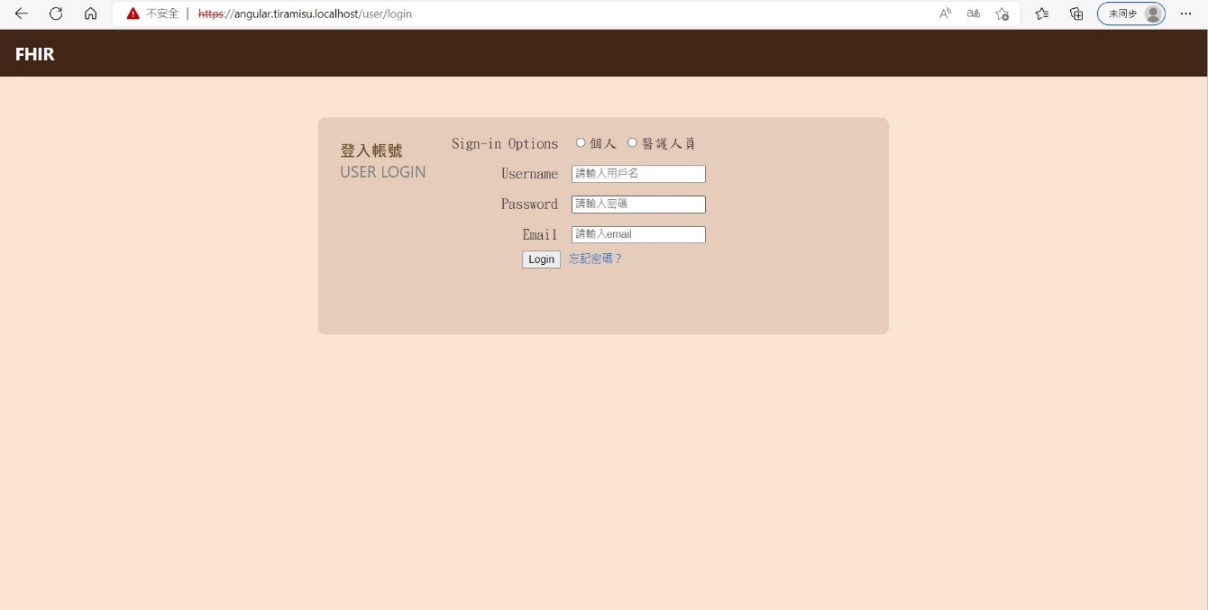 不安全 | https://angular.tiramisu.localhost/user/login
未同步
FHIR
登入帳號
USER LOGIN
Sign-in Options 個人 醫護人員
Username 請輸入用戶名
Password 請輸入密碼
Email 請輸入email
Login 忘記密碼？